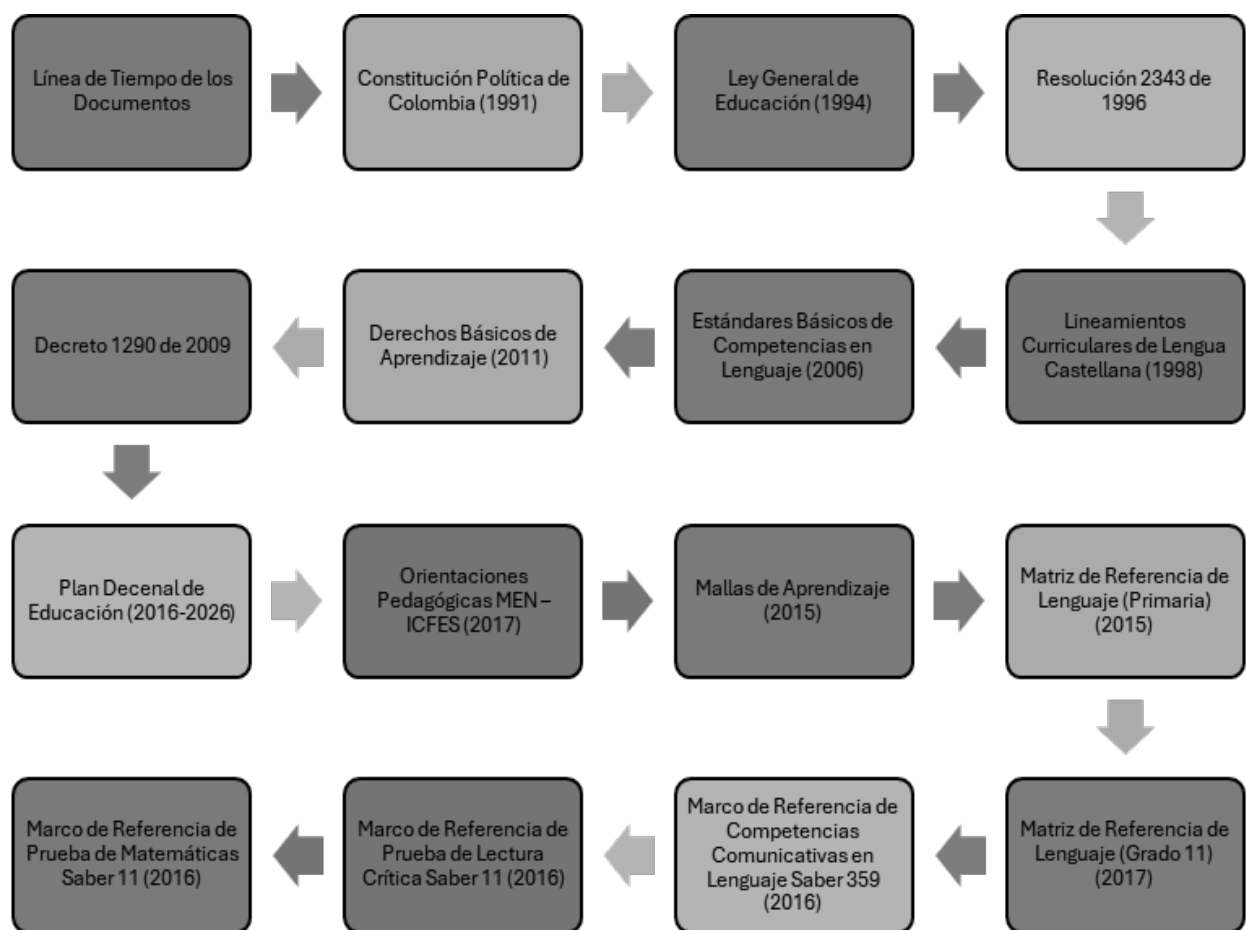 Línea de Tiempo de los
Documentos
Constitución Política de
Colombia (1991)
Ley General de
Educación (1994)
Resolución 2343 de
1996
Lineamientos
Curriculares de Lengua
Castellana (1998)
Estándares Básicos de
Competencias en
Lenguaje (2006)
Derechos Básicos de
Aprendizaje (2011)
Decreto 1290 de 2009
Plan Decenal de
Educación (2016-2026)
Orientaciones
Pedagógicas MEN –
ICFES (2017)
Mallas de Aprendizaje
(2015)
Matriz de Referencia de
Lenguaje (Primaria)
(2015)
Matriz de Referencia de
Lenguaje (Grado 11)
(2017)
Marco de Referencia de
Competencias
Comunicativas en
Lenguaje Saber 359
(2016)
Marco de Referencia de
Prueba de Lectura
Crítica Saber 11 (2016)
Marco de Referencia de
Prueba de Matemáticas
Saber 11 (2016)